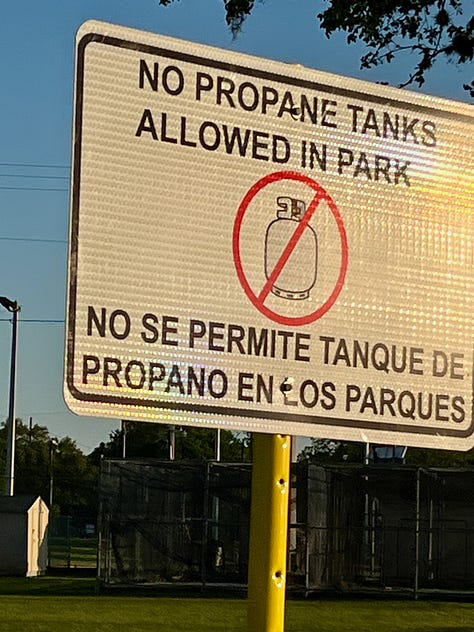 NO PROPANE TANKS
ALLOWED IN PARK
NO SE PERMITE TANQUE DE
PROPANO EN LOS PARQUES